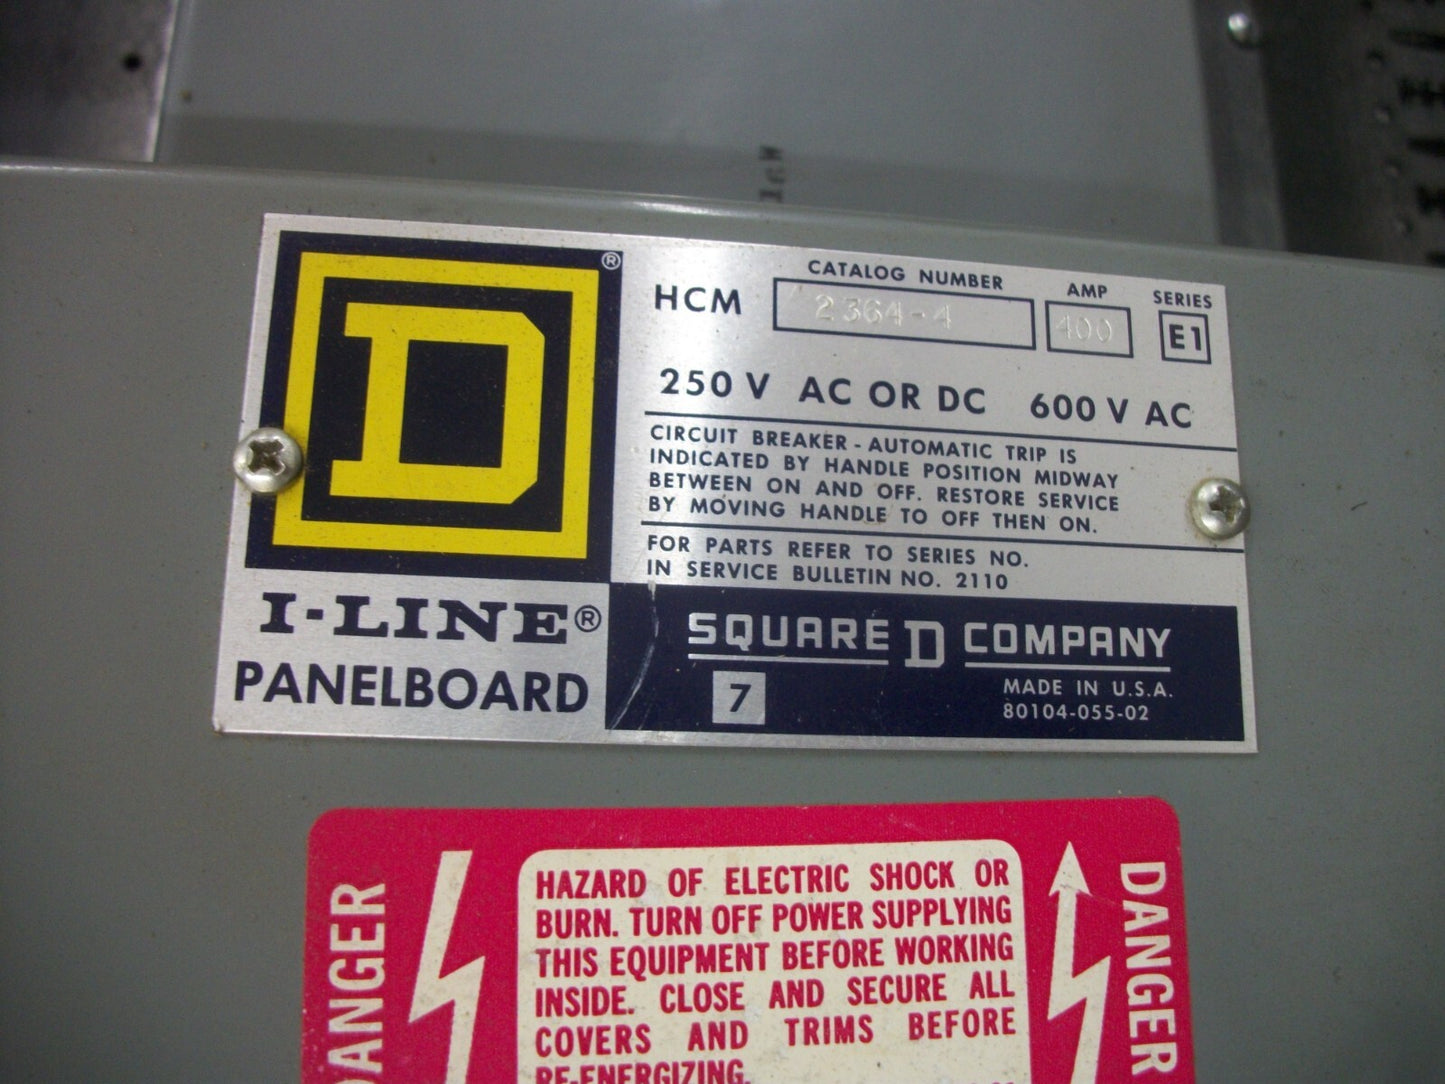 D ®
HCM
CATALOG NUMBER
2364-4
AMP
400
SERIES
E1
250 V AC OR DC 600 V AC
CIRCUIT BREAKER - AUTOMATIC TRIP IS
INDICATED BY HANDLE POSITION MIDWAY
BETWEEN ON AND OFF. RESTORE SERVICE
BY MOVING HANDLE TO OFF THEN ON.
FOR PARTS REFER TO SERIES NO.
IN SERVICE BULLETIN NO. 2110
I-LINE®
PANELBOARD
SQUARE D COMPANY
7
MADE IN U.S.A.
80104-055-02
DANGER
HAZARD OF ELECTRIC SHOCK OR
BURN. TURN OFF POWER SUPPLYING
THIS EQUIPMENT BEFORE WORKING
INSIDE. CLOSE AND SECURE ALL
COVERS AND TRIMS BEFORE
RE-ENERGIZING.
DANGER